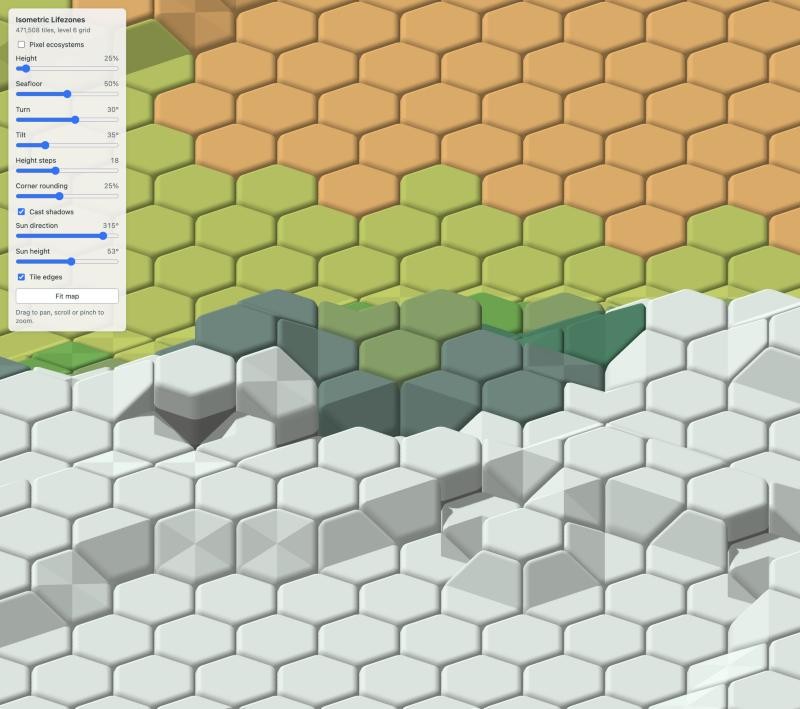 Isometric Lifezones
471,508 tiles, level 6 grid
Pixel ecosystems
Height 25%
Seafloor 50%
Turn 30°
Tilt 35°
Height steps 18
Corner rounding 25%
Cast shadows
Sun direction 315°
Sun height 53°
Tile edges
Fit map
Drag to pan, scroll or pinch to
zoom.